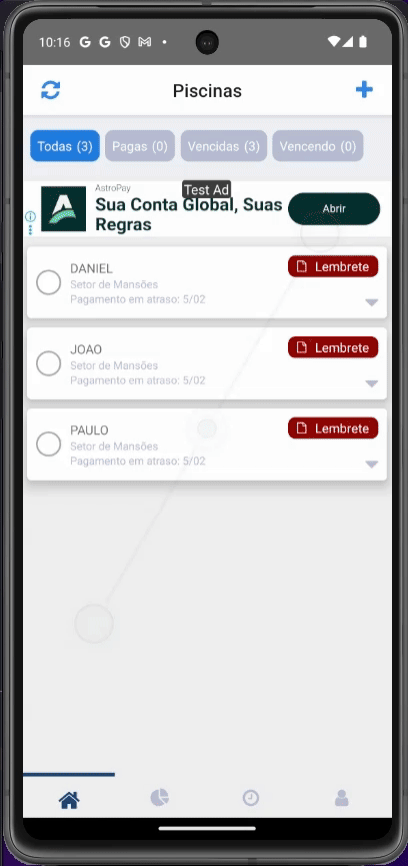 10:16
Piscinas
Todas (3)
Pagas (0)
Vencidas (3)
Vencendo (0)
Test Ad
AstroPay
Sua Conta Global, Suas
Regras
Abrir
DANIEL
Lembrete
Setor de Mansões
Pagamento em atraso: 5/02
JOAO
Lembrete
Setor de Mansões
Pagamento em atraso: 5/02
PAULO
Lembrete
Setor de Mansões
Pagamento em atraso: 5/02